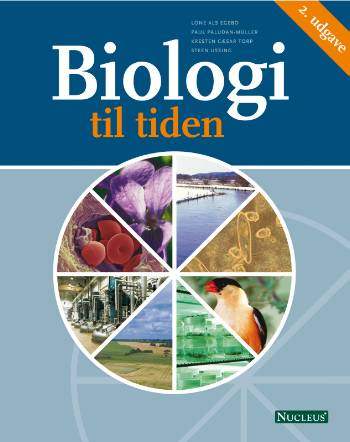 LONE ALS EGEBO
PAUL PALUDAN-MÜLLER
KRESTEN CÆSAR TORP
STEEN USSING
2. udgave
Biologi
til tiden
NUCLEUS